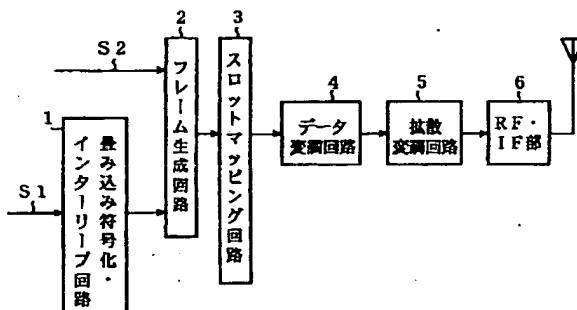 S2
S1
1
畳み込み符号化・
インターリーブ回路
2
フレーム生成回路
3
スロットマッピング回路
4
データ
変調回路
5
拡散
変調回路
6
RF・
IF部